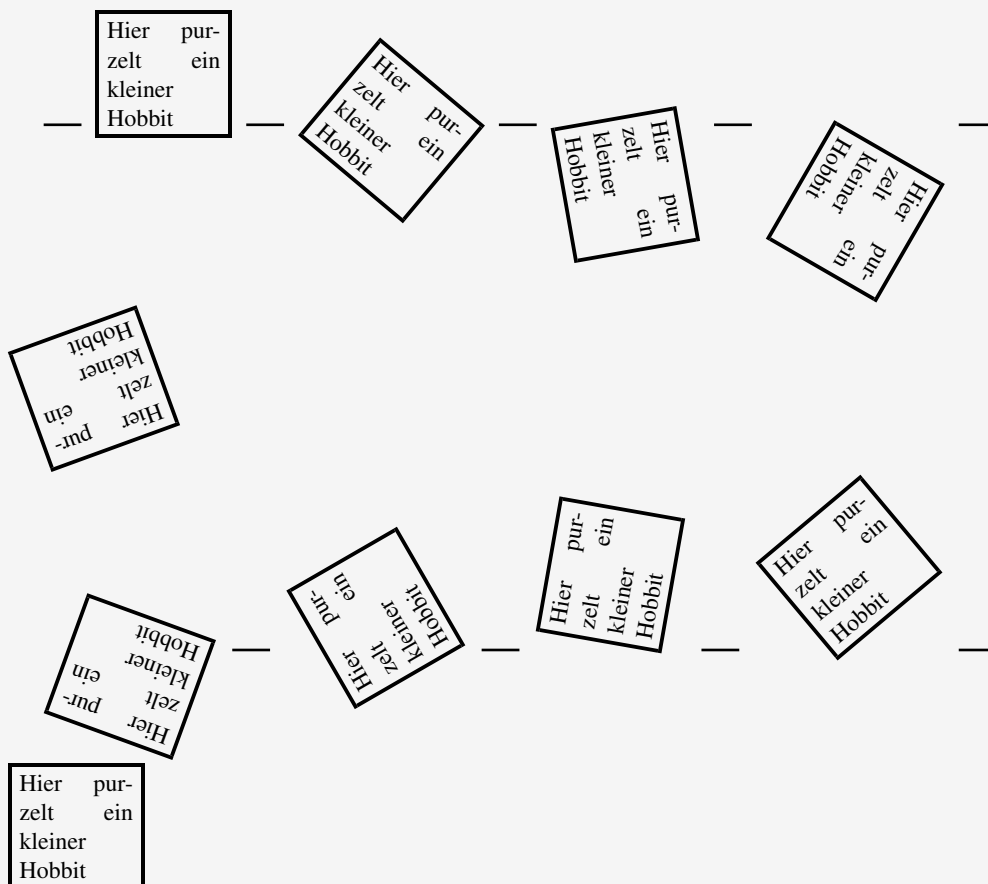 Hier pur-
zelt ein
kleiner
Hobbit
Hier pur-
zelt ein
kleiner
Hobbit
Hier pur-
zelt ein
kleiner
Hobbit
Hier pur-
zelt ein
kleiner
Hobbit
Hier pur-
zelt ein
kleiner
Hobbit
Hier pur-
zelt ein
kleiner
Hobbit
Hier pur-
zelt ein
kleiner
Hobbit
Hier pur-
zelt ein
kleiner
Hobbit
Hier pur-
zelt ein
kleiner
Hobbit
Hier pur-
zelt ein
kleiner
Hobbit